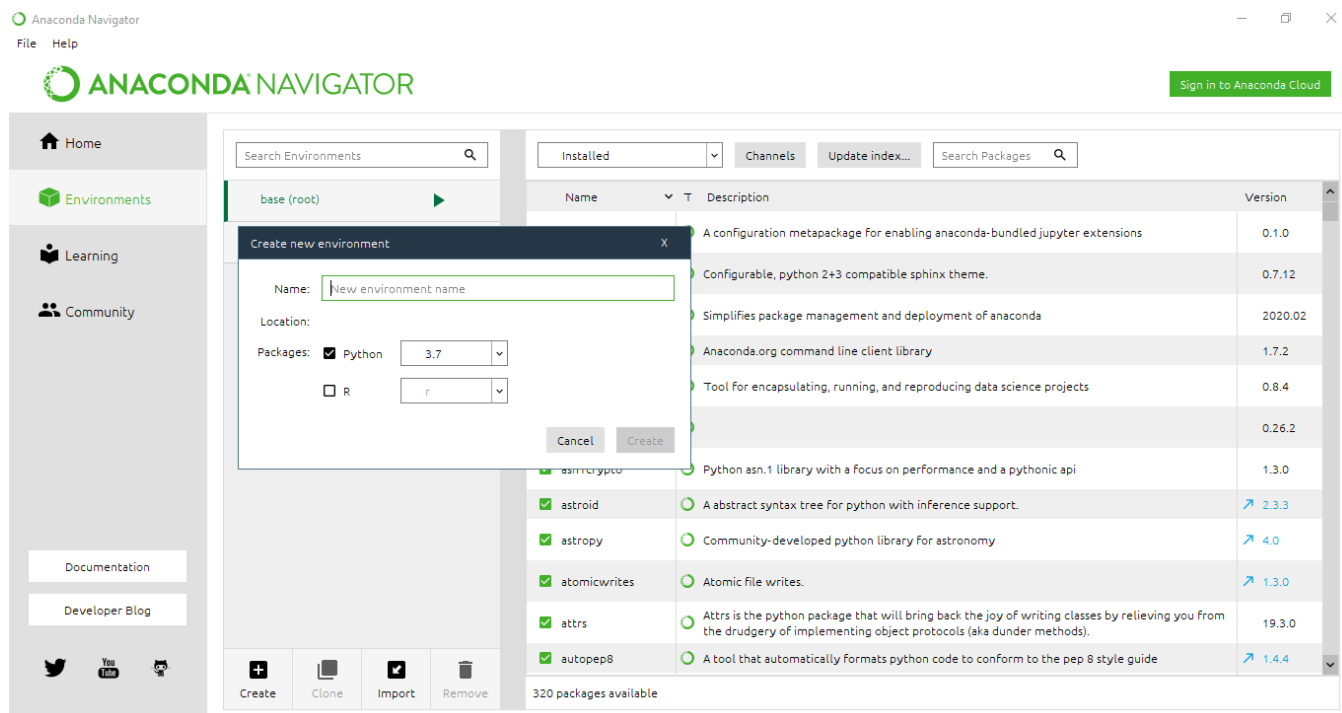 Anaconda Navigator
File Help
ANACONDA NAVIGATOR
Sign in to Anaconda Cloud
Home
Environments
Learning
Community
Documentation
Developer Blog
You
Tube
Search Environments
base (root)
Create new environment X
Name: New environment name
Location:
Packages: Python 3.7
R r
Cancel Create
Create Clone Import Remove
Installed Channels Update index... Search Packages
Name T Description Version
A configuration metapackage for enabling anaconda-bundled jupyter extensions 0.1.0
Configurable, python 2+3 compatible sphinx theme. 0.7.12
Simplifies package management and deployment of anaconda 2020.02
Anaconda.org command line client library 1.7.2
Tool for encapsulating, running, and reproducing data science projects 0.8.4
0.26.2
asn1crypto Python asn.1 library with a focus on performance and a pythonic api 1.3.0
astroid A abstract syntax tree for python with inference support. 2.3.3
astropy Community-developed python library for astronomy 4.0
atomicwrites Atomic file writes. 1.3.0
attrs Attrs is the python package that will bring back the joy of writing classes by relieving you from
the drudgery of implementing object protocols (aka dunder methods). 19.3.0
autopep8 A tool that automatically formats python code to conform to the pep 8 style guide 1.4.4
320 packages available